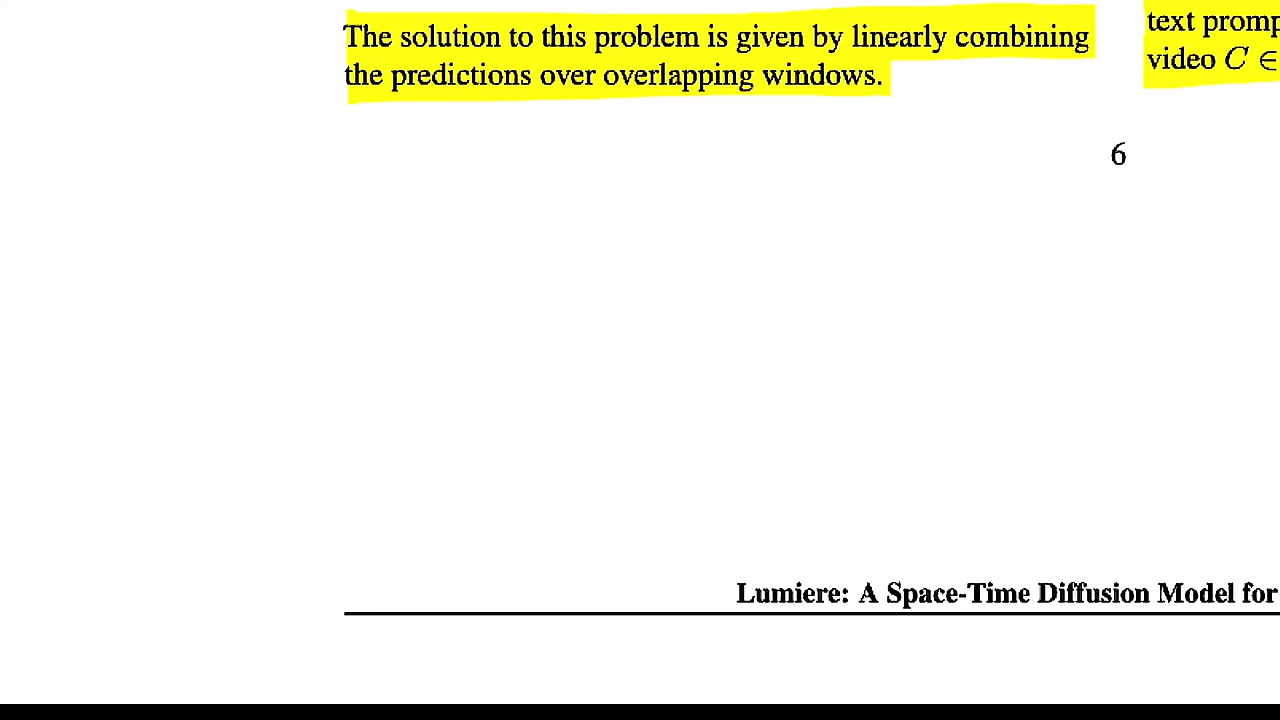 The solution to this problem is given by linearly combining
the predictions over overlapping windows.
text promp
video C ∈
6
Lumiere: A Space-Time Diffusion Model for